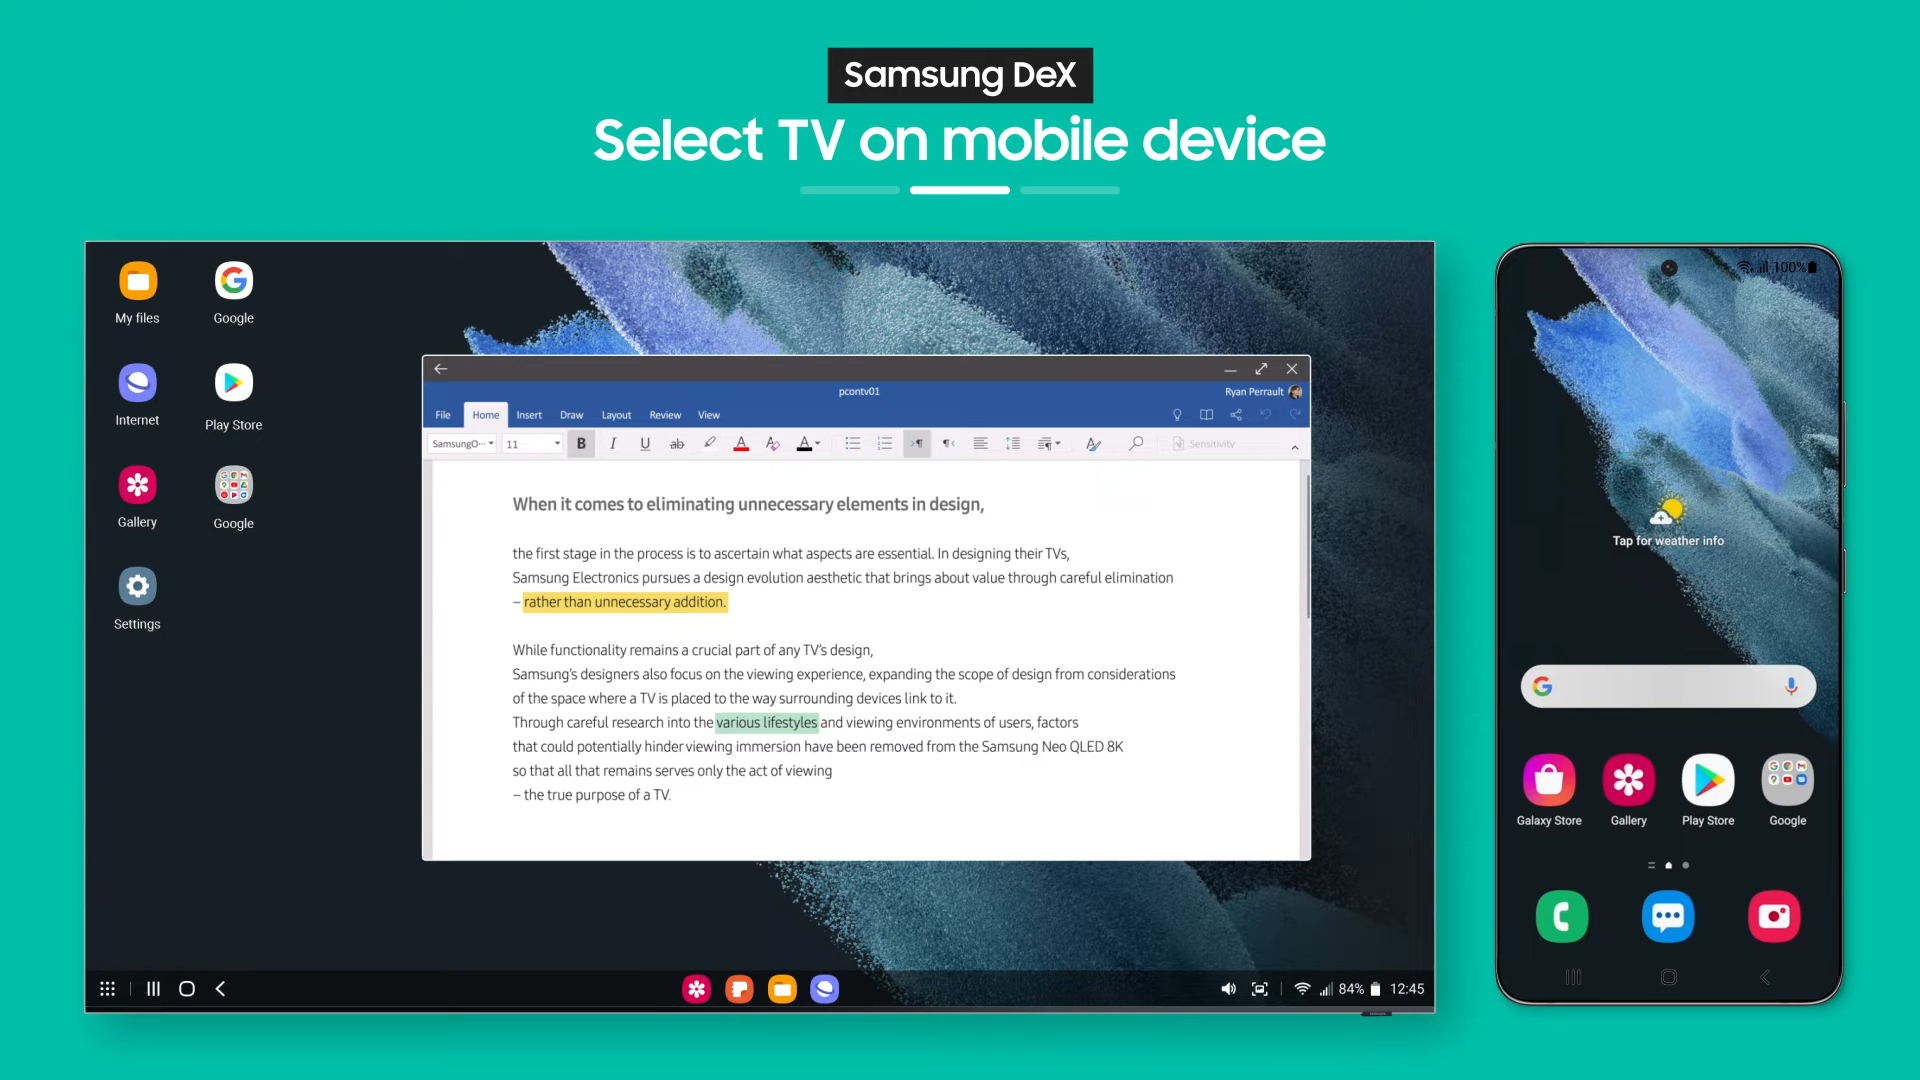 Samsung DeX
Select TV on mobile device
My files
Google
Internet
Play Store
Gallery
Google
Settings
pcontv01
Ryan Perrault
File Home Insert Draw Layout Review View
SamsungO··· 11 B I U ab A A Sensitivity
When it comes to eliminating unnecessary elements in design,
the first stage in the process is to ascertain what aspects are essential. In designing their TVs,
Samsung Electronics pursues a design evolution aesthetic that brings about value through careful elimination
– rather than unnecessary addition.
While functionality remains a crucial part of any TV's design,
Samsung's designers also focus on the viewing experience, expanding the scope of design from considerations
of the space where a TV is placed to the way surrounding devices link to it.
Through careful research into the various lifestyles and viewing environments of users, factors
that could potentially hinder viewing immersion have been removed from the Samsung Neo QLED 8K
so that all that remains serves only the act of viewing
– the true purpose of a TV.
84% 12:45
100%
Tap for weather info
Galaxy Store
Gallery
Play Store
Google